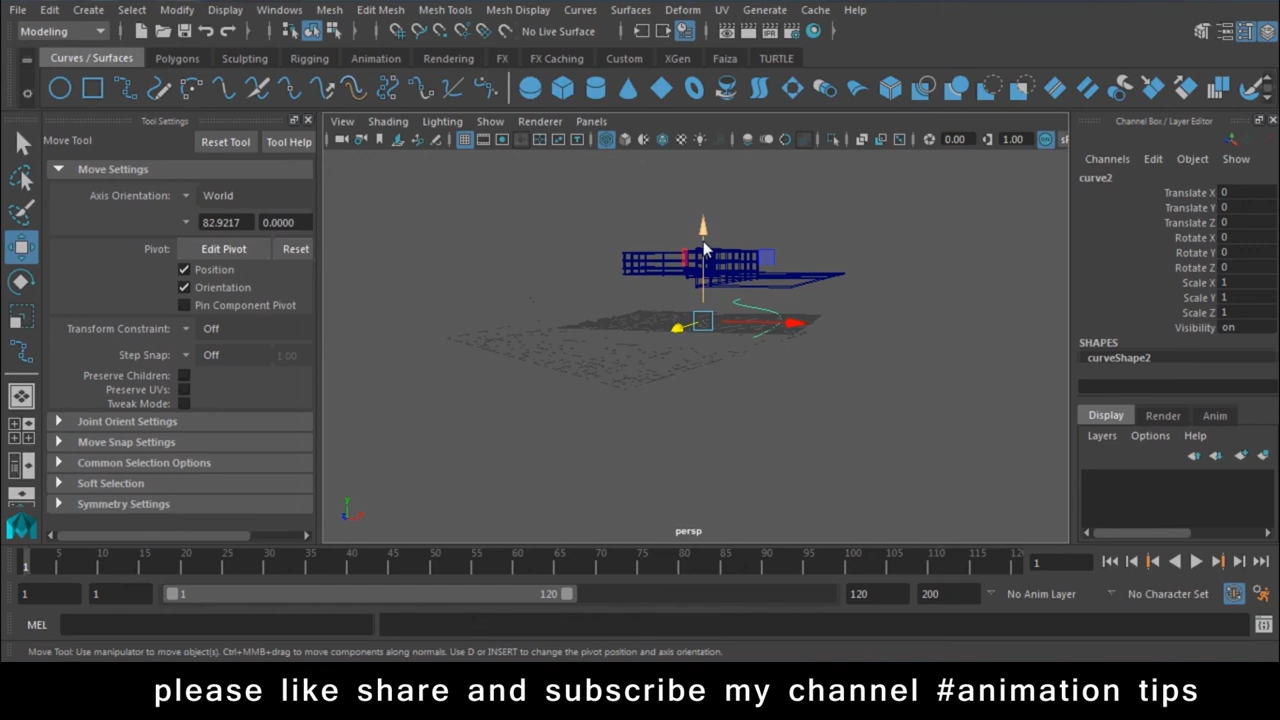 File Edit Create Select Modify Display Windows Mesh Edit Mesh Mesh Tools Mesh Display Curves Surfaces Deform UV Generate Cache Help
Modeling No Live Surface
Curves / Surfaces Polygons Sculpting Rigging Animation Rendering FX FX Caching Custom XGen Faiza TURTLE
Tool Settings
Move Tool Reset Tool Tool Help
Move Settings
Axis Orientation: World
82.9217 0.0000
Pivot: Edit Pivot Reset
Position
Orientation
Pin Component Pivot
Transform Constraint: Off
Step Snap: Off 1.00
Preserve Children:
Preserve UVs:
Tweak Mode:
Joint Orient Settings
Move Snap Settings
Common Selection Options
Soft Selection
Symmetry Settings
View Shading Lighting Show Renderer Panels
0.00 1.00
y
persp
Channel Box / Layer Editor
Channels Edit Object Show
curve2
Translate X 0
Translate Y 0
Translate Z 0
Rotate X 0
Rotate Y 0
Rotate Z 0
Scale X 1
Scale Y 1
Scale Z 1
Visibility on
SHAPES
curveShape2
Display Render Anim
Layers Options Help
1 5 10 15 20 25 30 35 40 45 50 55 60 65 70 75 80 85 90 95 100 105 110 115 12 1
1 1 1 120 120 200 No Anim Layer No Character Set
MEL
Move Tool: Use manipulator to move object(s). Ctrl+MMB+drag to move components along normals. Use D or INSERT to change the pivot position and axis orientation.
please like share and subscribe my channel #animation tips